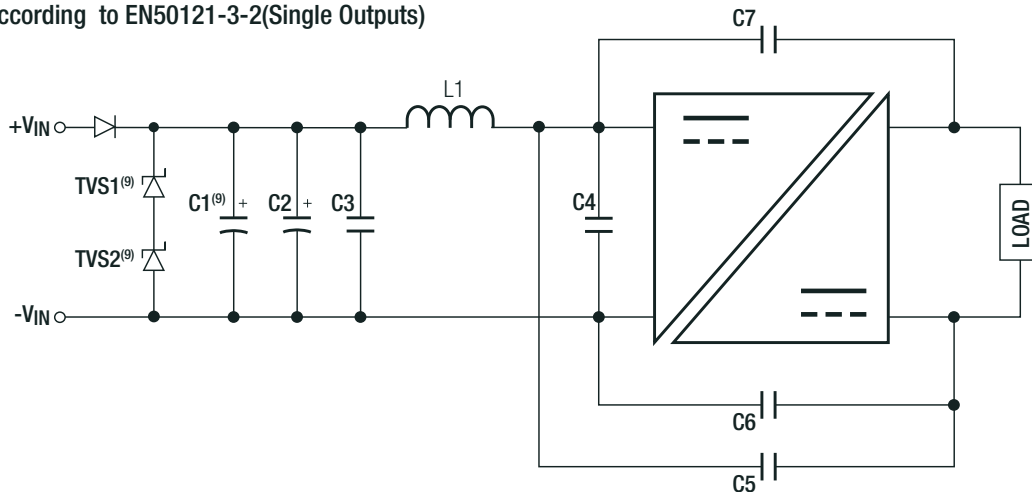 ccording to EN50121-3-2(Single Outputs)
C7
L1
+VIN
TVS1(9)
C1(9) +
C2 +
C3
C4
LOAD
TVS2(9)
-VIN
C6
C5